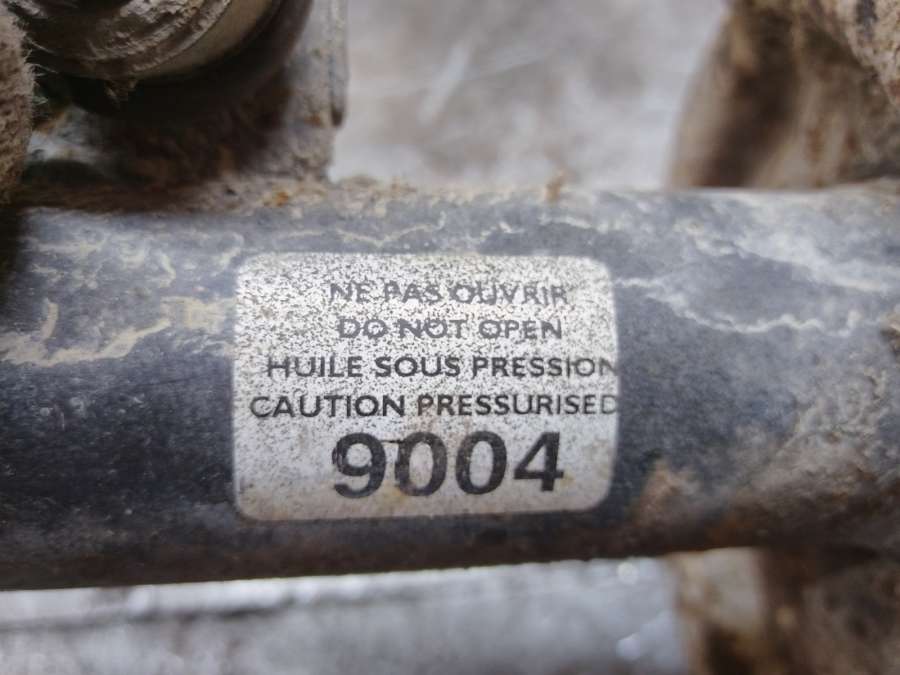 NE PAS OUVRIR
DO NOT OPEN
HUILE SOUS PRESSION
CAUTION PRESSURISED
9004